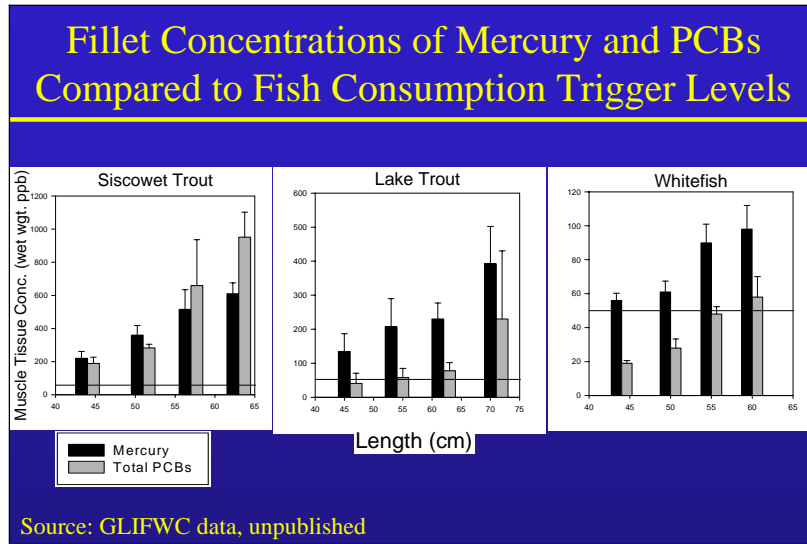 Fillet Concentrations of Mercury and PCBs
Compared to Fish Consumption Trigger Levels
Siscowet Trout
Muscle Tissue Conc. (wet wgt. ppb)
1200
1000
800
600
400
200
0
40 45 50 55 60 65
Lake Trout
600
500
400
300
200
100
0
40 45 50 55 60 65 70 75
Whitefish
120
100
80
60
40
20
0
40 45 50 55 60 65
Length (cm)
Mercury
Total PCBs
Source: GLIFWC data, unpublished